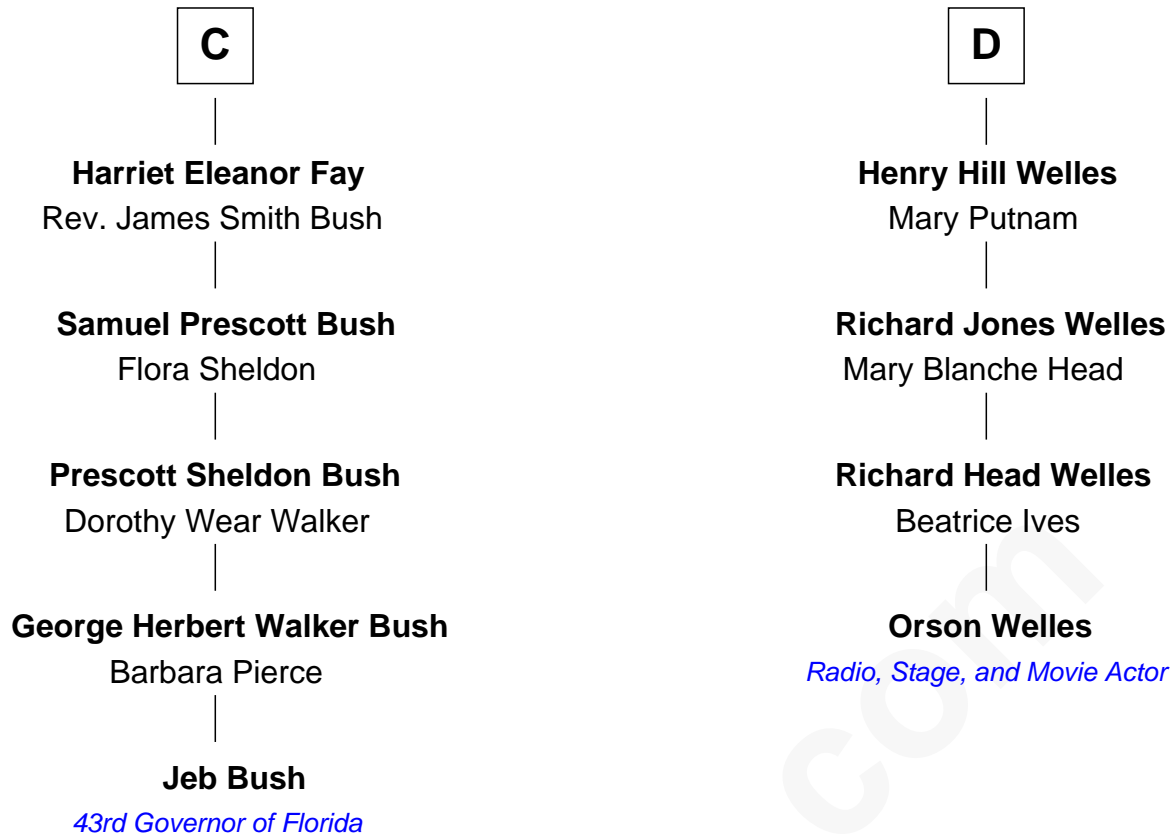 C
Harriet Eleanor Fay
Rev. James Smith Bush
Samuel Prescott Bush
Flora Sheldon
Prescott Sheldon Bush
Dorothy Wear Walker
George Herbert Walker Bush
Barbara Pierce
Jeb Bush
43rd Governor of Florida
D
Henry Hill Welles
Mary Putnam
Richard Jones Welles
Mary Blanche Head
Richard Head Welles
Beatrice Ives
Orson Welles
Radio, Stage, and Movie Actor
com